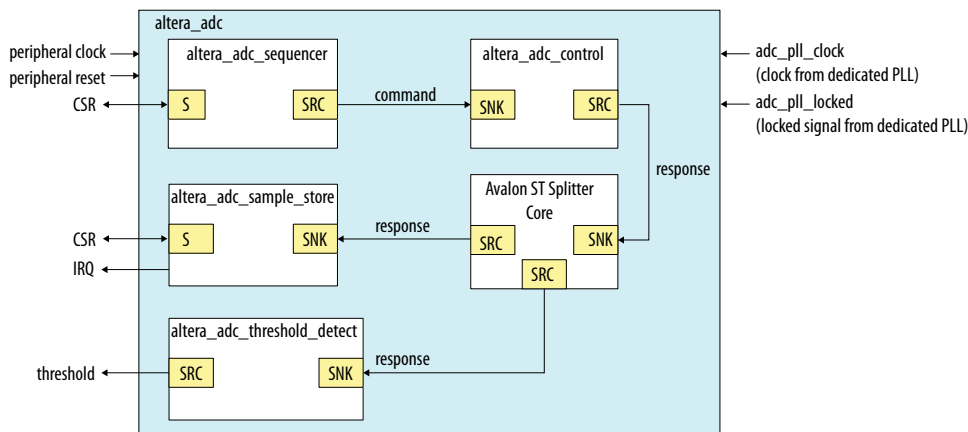 altera_adc
peripheral clock
peripheral reset
CSR
altera_adc_sequencer
S
SRC
command
altera_adc_control
SNK
SRC
adc_pll_clock
(clock from dedicated PLL)
adc_pll_locked
(locked signal from dedicated PLL)
response
altera_adc_sample_store
CSR
S
SNK
IRQ
response
Avalon ST Splitter
Core
SRC
SNK
SRC
altera_adc_threshold_detect
threshold
SRC
SNK
response